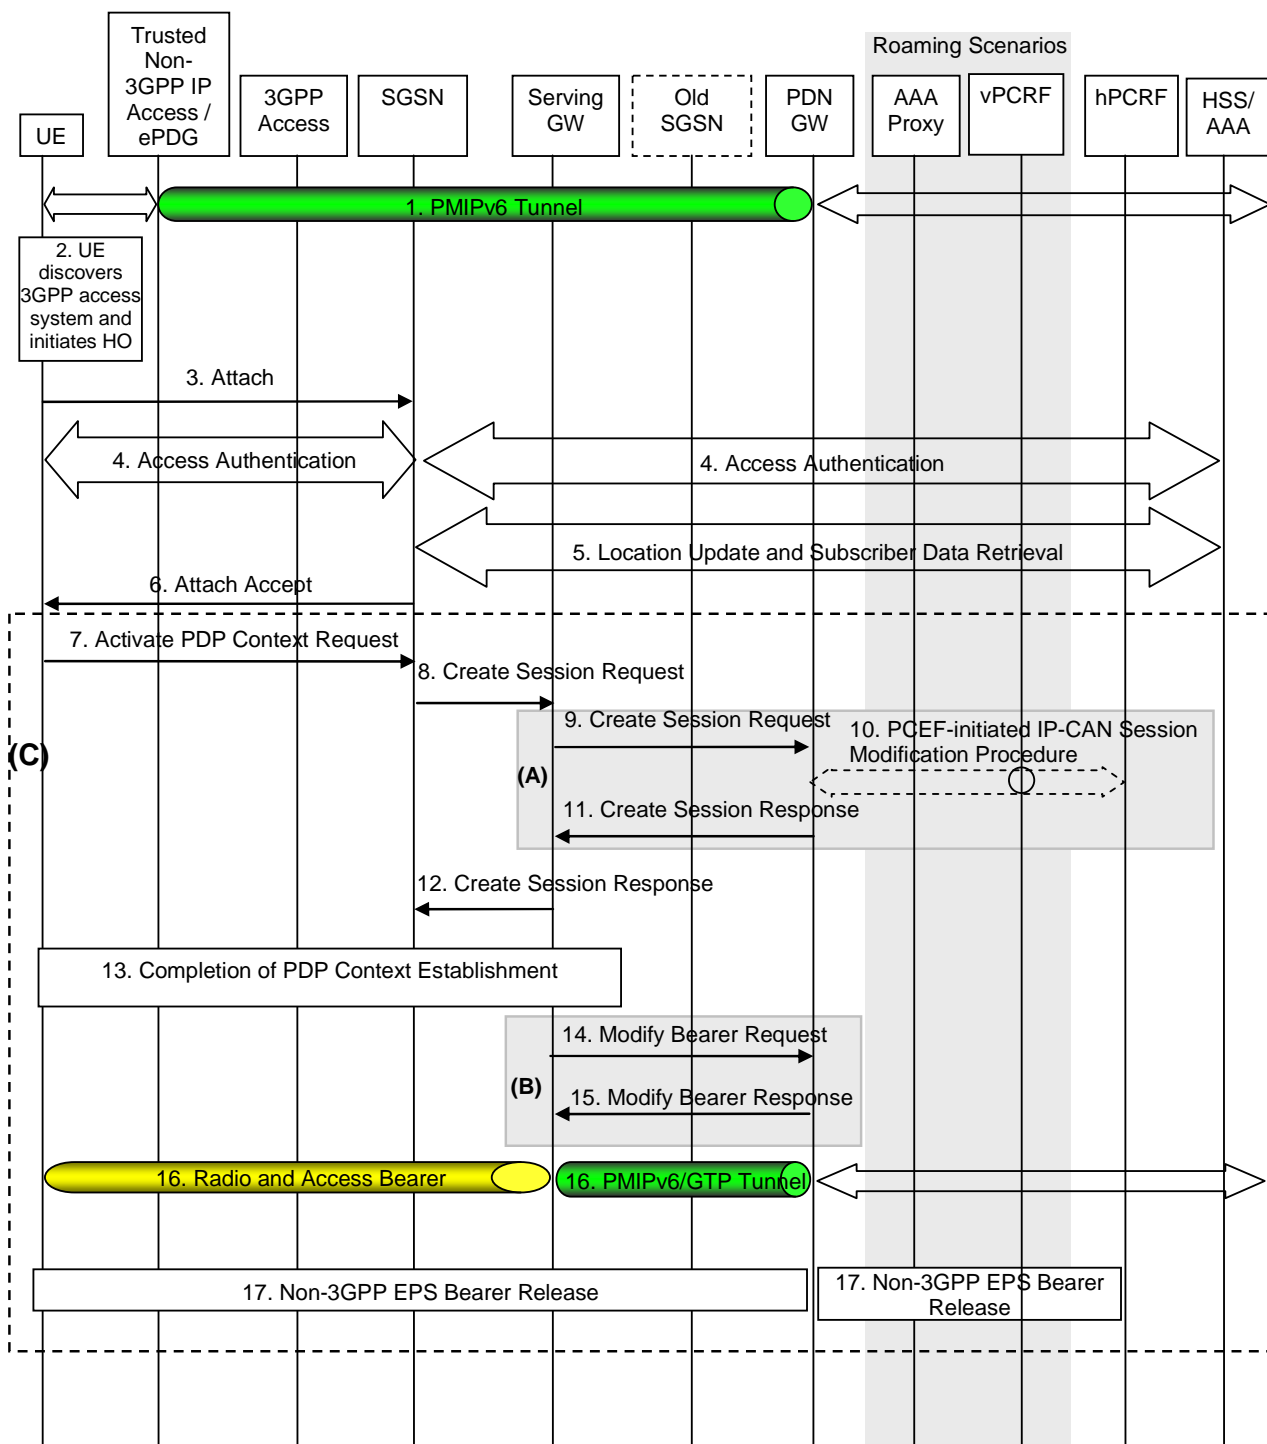 Roaming Scenarios
UE
Trusted
Non-
3GPP IP
Access /
ePDG
3GPP
Access
SGSN
Serving
GW
Old
SGSN
PDN
GW
AAA
Proxy
vPCRF
hPCRF
HSS/
AAA
1. PMIPv6 Tunnel
2. UE
discovers
3GPP access
system and
initiates HO
3. Attach
4. Access Authentication
4. Access Authentication
5. Location Update and Subscriber Data Retrieval
6. Attach Accept
(C)
7. Activate PDP Context Request
8. Create Session Request
(A)
9. Create Session Request
10. PCEF-initiated IP-CAN Session
Modification Procedure
11. Create Session Response
12. Create Session Response
13. Completion of PDP Context Establishment
(B)
14. Modify Bearer Request
15. Modify Bearer Response
16. Radio and Access Bearer
16. PMIPv6/GTP Tunnel
17. Non-3GPP EPS Bearer Release
17. Non-3GPP EPS Bearer
Release